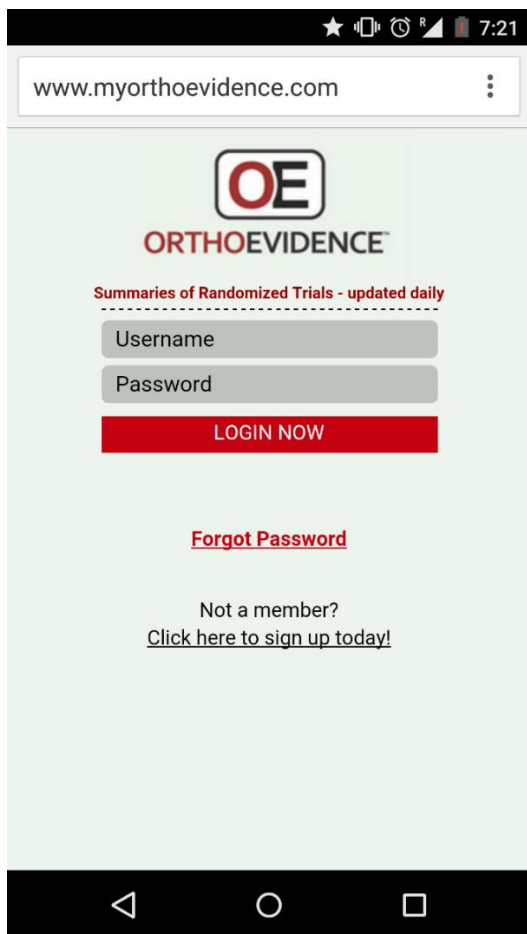 R 7:21
www.myorthoevidence.com
OE
ORTHOEVIDENCE™
Summaries of Randomized Trials - updated daily
Username
Password
LOGIN NOW
Forgot Password
Not a member?
Click here to sign up today!